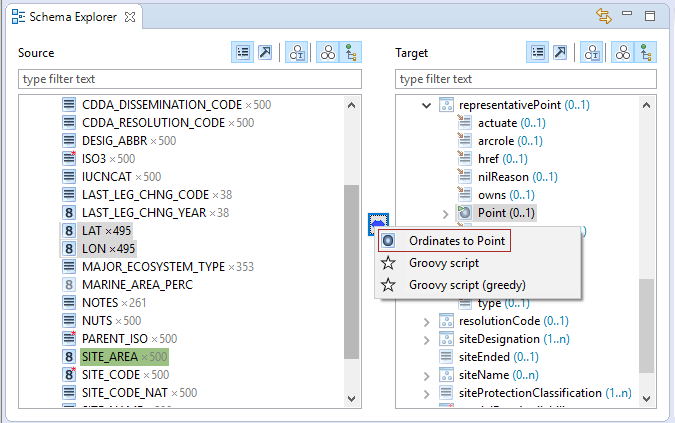 Schema Explorer
Source
type filter text
CDDA_DISSEMINATION_CODE ×500
CDDA_RESOLUTION_CODE ×500
DESIG_ABBR ×500
ISO3 ×500
IUCNCAT ×500
LAST_LEG_CHNG_CODE ×38
LAST_LEG_CHNG_YEAR ×38
LAT ×495
LON ×495
MAJOR_ECOSYSTEM_TYPE ×353
MARINE_AREA_PERC
NOTES ×261
NUTS ×500
PARENT_ISO ×500
SITE_AREA ×500
SITE_CODE ×500
SITE_CODE_NAT ×500
Target
type filter text
representativePoint (0..1)
actuate (0..1)
arcrole (0..1)
href (0..1)
nilReason (0..1)
owns (0..1)
Point (0..1)
Ordinates to Point
Groovy script
Groovy script (greedy)
type (0..1)
resolutionCode (0..1)
siteDesignation (1..n)
siteEnded (0..1)
siteName (0..n)
siteProtectionClassification (1..n)